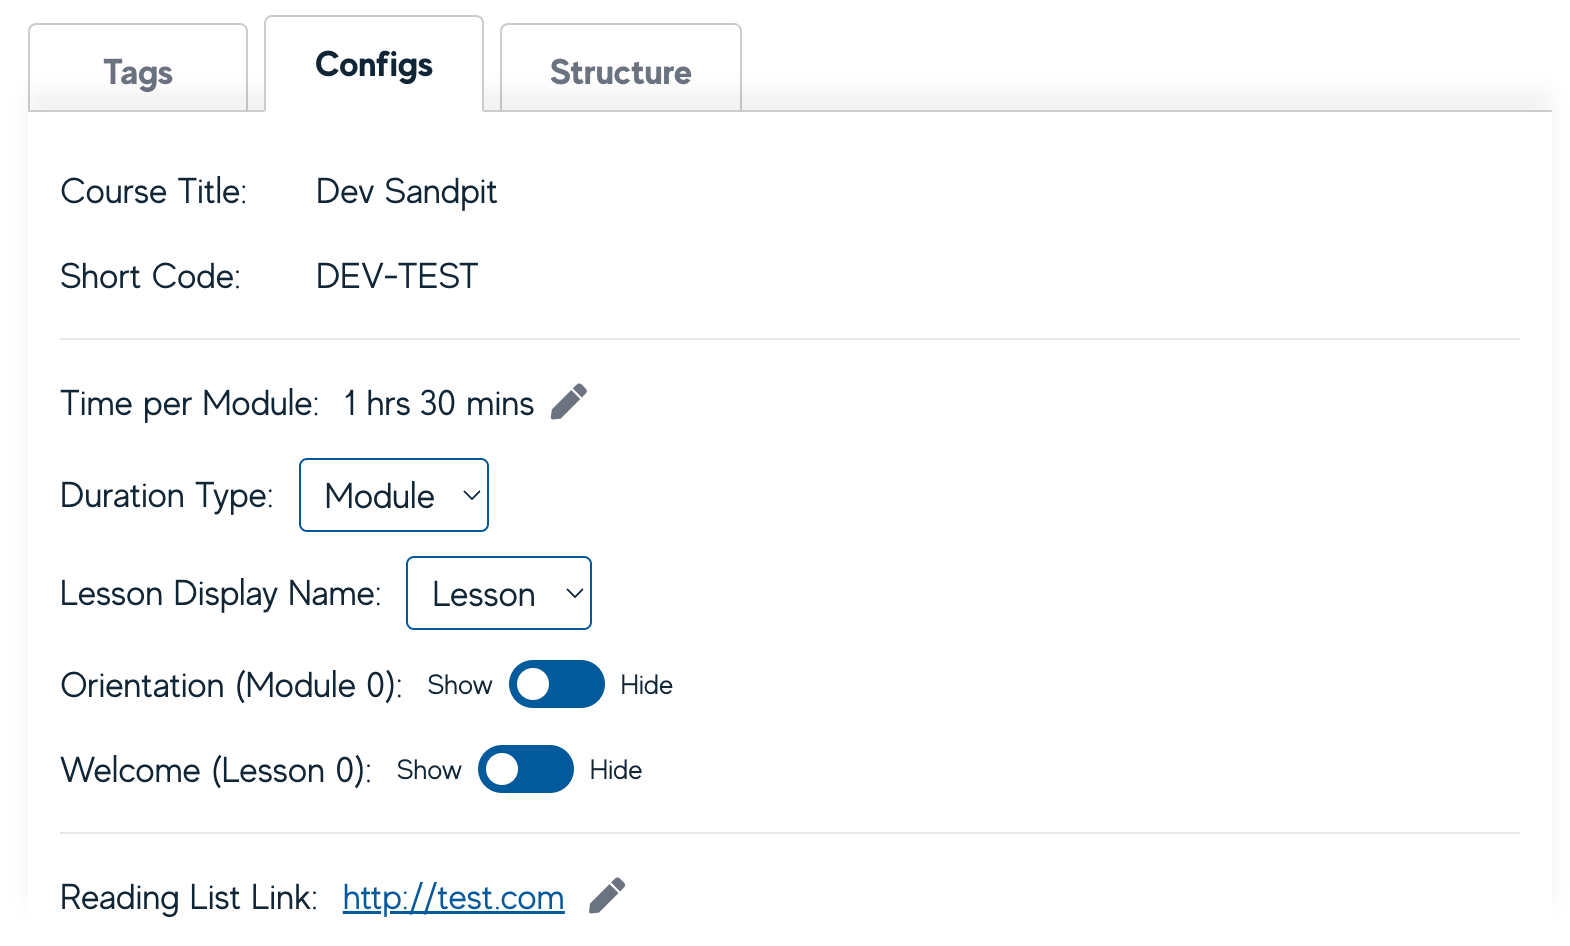 Tags Configs Structure
Course Title: Dev Sandpit
Short Code: DEV-TEST
Time per Module: 1 hrs 30 mins
Duration Type: Module
Lesson Display Name: Lesson
Orientation (Module 0): Show Hide
Welcome (Lesson 0): Show Hide
Reading List Link: http://test.com